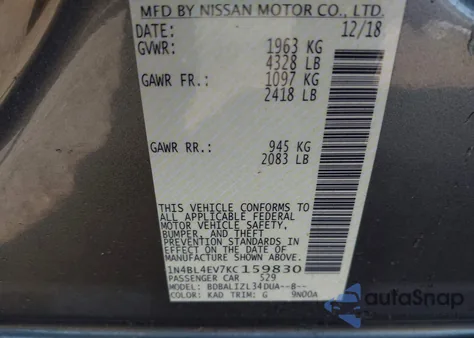 MFD BY NISSAN MOTOR CO., LTD.
DATE: 12/18
GVWR: 1963 KG
4328 LB
GAWR FR.: 1097 KG
2418 LB
GAWR RR.: 945 KG
2083 LB
THIS VEHICLE CONFORMS TO
ALL APPLICABLE FEDERAL
MOTOR VEHICLE SAFETY,
BUMPER, AND THEFT
PREVENTION STANDARDS IN
EFFECT ON THE DATE OF
MANUFACTURE SHOWN ABOVE.
1N4BL4EV7KC159830
PASSENGER CAR 529
MODEL: BDBALIZL34DUA--B--
COLOR: KAD TRIM: G 9N00A
autoSnap